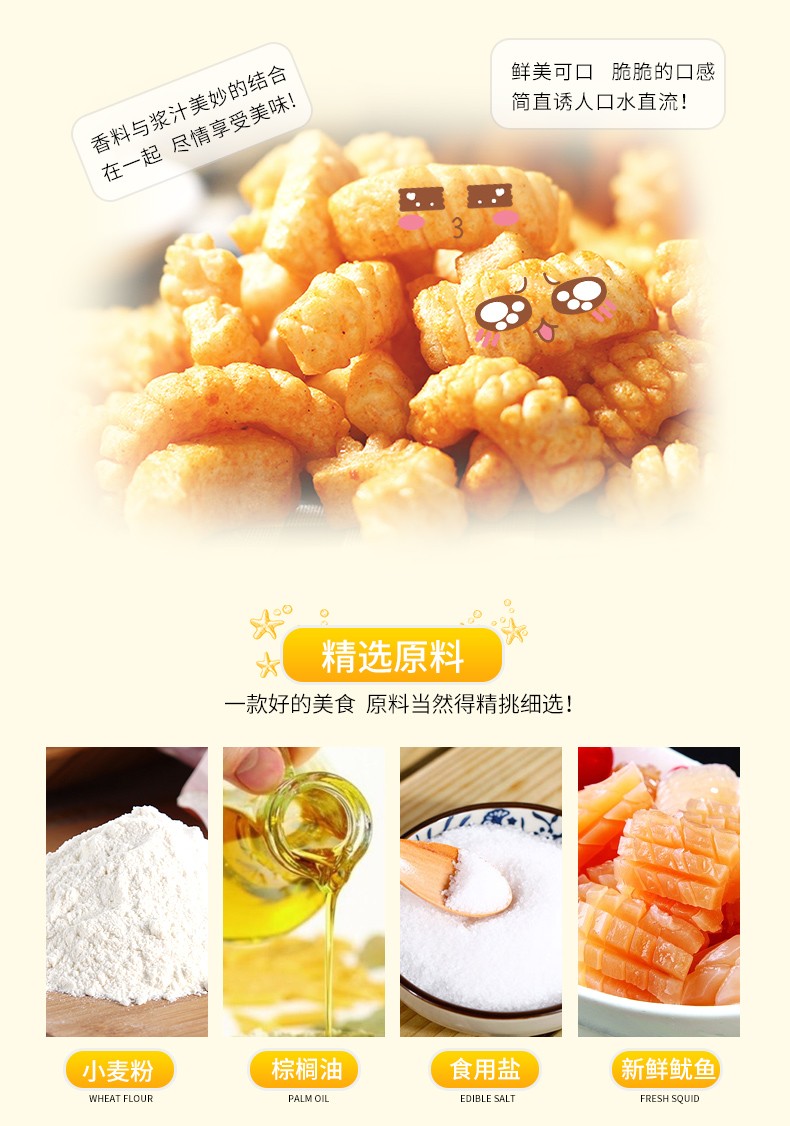 香料与浆汁美妙的结合
在一起 尽情享受美味!
鲜美可口 脆脆的口感
简直诱人口水直流!
精选原料
一款好的美食 原料当然得精挑细选!
小麦粉
WHEAT FLOUR
棕榈油
PALM OIL
食用盐
EDIBLE SALT
新鲜鱿鱼
FRESH SQUID